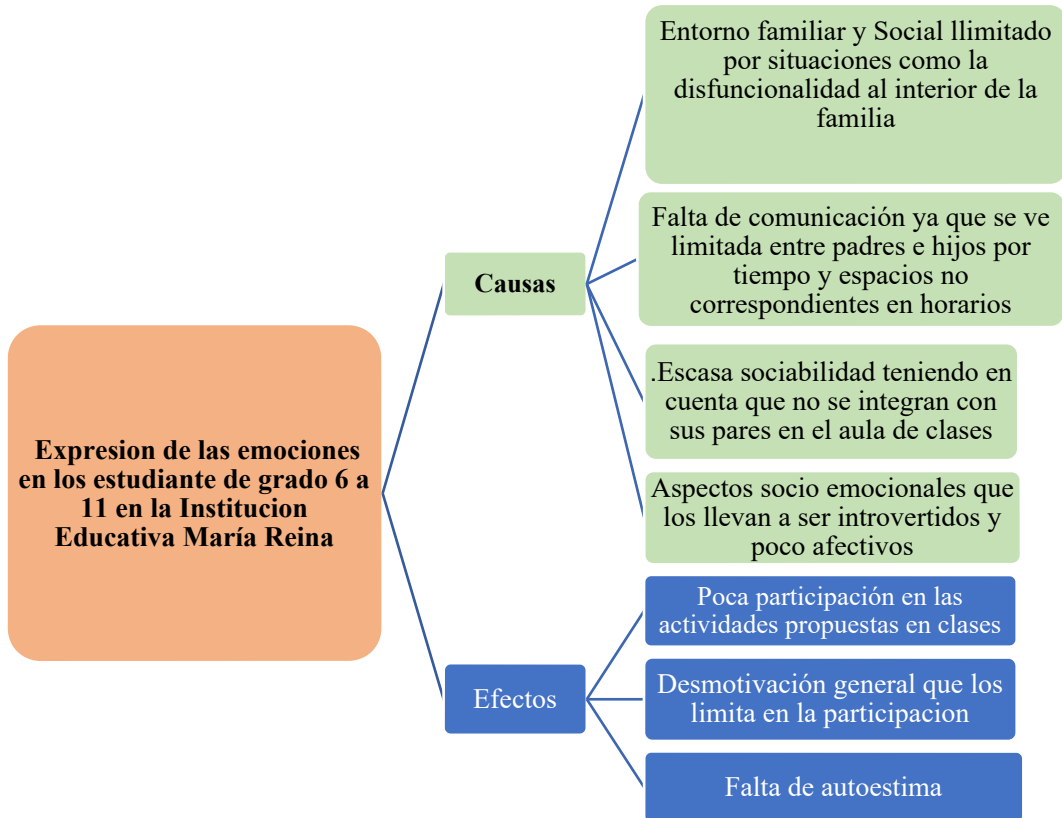 Expresion de las emociones
en los estudiante de grado 6 a
11 en la Institucion
Educativa María Reina
Causas
Entorno familiar y Social llimitado
por situaciones como la
disfuncionalidad al interior de la
familia
Falta de comunicación ya que se ve
limitada entre padres e hijos por
tiempo y espacios no
correspondientes en horarios
.Escasa sociabilidad teniendo en
cuenta que no se integran con
sus pares en el aula de clases
Aspectos socio emocionales que
los llevan a ser introvertidos y
poco afectivos
Efectos
Poca participación en las
actividades propuestas en clases
Desmotivación general que los
limita en la participacion
Falta de autoestima